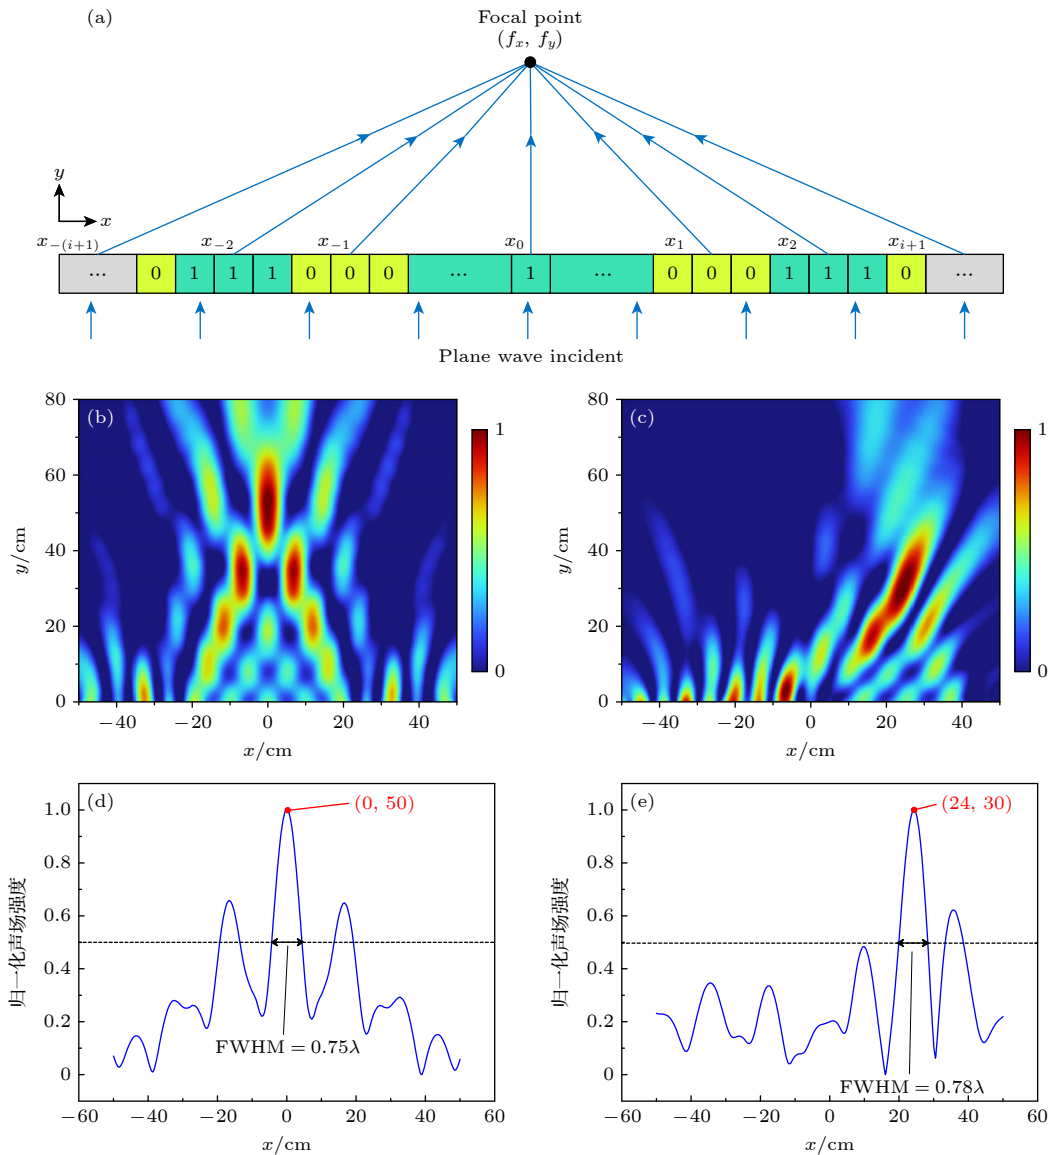 (a)
Focal point
(fₓ, f_y)
y
x
x₋₍ᵢ₊₁₎ x₋₂ x₋₁ x₀ x₁ x₂ xᵢ₊₁
... 0 1 1 1 0 0 0 ... 1 ... 0 0 0 1 1 1 0 ...
Plane wave incident
(b)
80
60
40
20
0
y/cm
−40 −20 0 20 40
x/cm
1
0
(c)
80
60
40
20
0
y/cm
−40 −20 0 20 40
x/cm
1
0
(d)
(0, 50)
1.0
0.8
0.6
0.4
0.2
0
归一化声场强度
FWHM = 0.75λ
−60 −40 −20 0 20 40 60
x/cm
(e)
(24, 30)
1.0
0.8
0.6
0.4
0.2
0
归一化声场强度
FWHM = 0.78λ
−60 −40 −20 0 20 40 60
x/cm